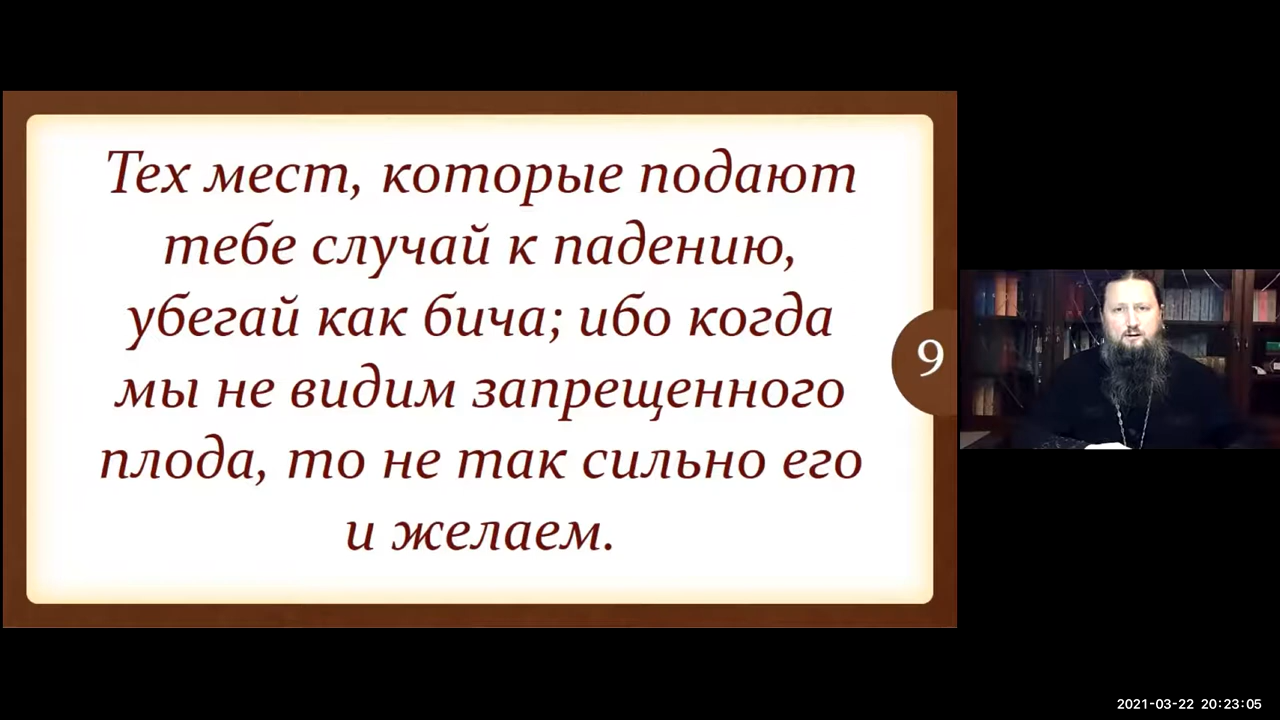 Тех мест, которые подают
тебе случай к падению,
убегай как бича; ибо когда
мы не видим запрещенного
плода, то не так сильно его
и желаем.
9
2021-03-22 20:23:05